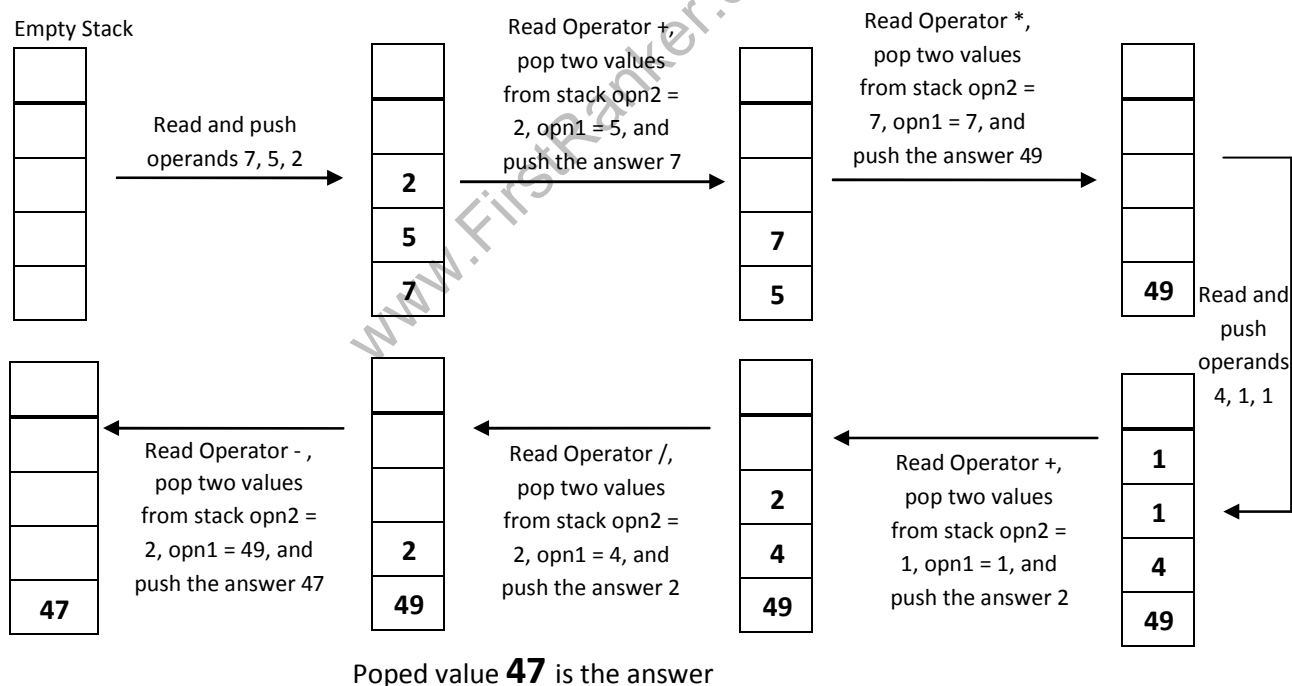 Empty Stack
Read and push
operands 7, 5, 2
2
5
7
Read Operator +,
pop two values
from stack opn2 =
2, opn1 = 5, and
push the answer 7
7
5
Read Operator *,
pop two values
from stack opn2 =
7, opn1 = 7, and
push the answer 49
49
Read and
push
operands
4, 1, 1
1
1
4
49
Read Operator +,
pop two values
from stack opn2 =
1, opn1 = 1, and
push the answer 2
2
4
49
Read Operator /,
pop two values
from stack opn2 =
2, opn1 = 4, and
push the answer 2
2
49
Read Operator - ,
pop two values
from stack opn2 =
2, opn1 = 49, and
push the answer 47
47
Poped value 47 is the answer
www.FirstRanker.c